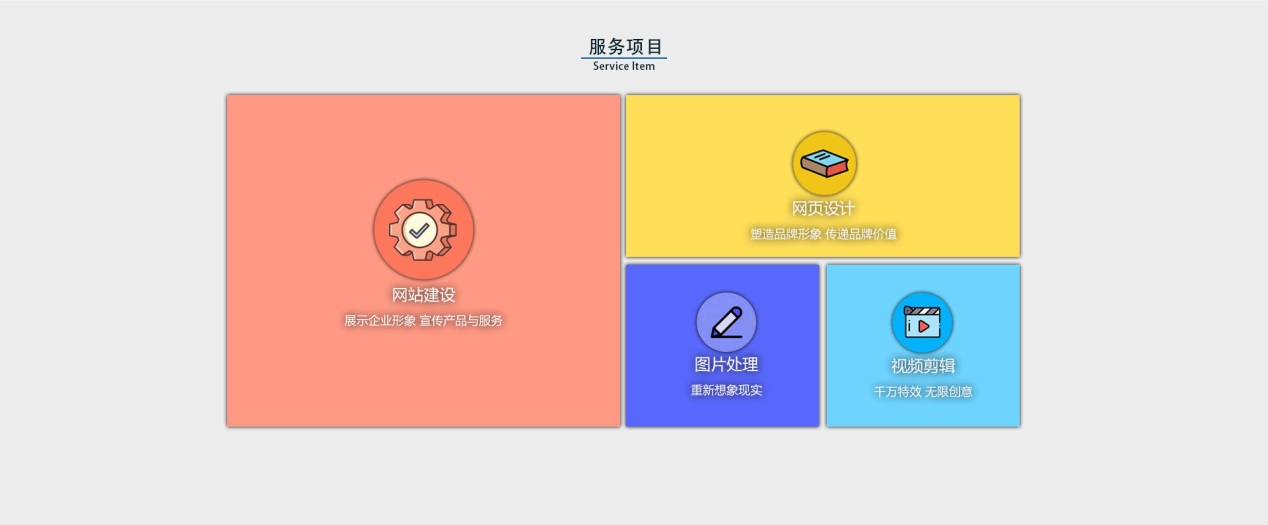 服务项目
Service Item
网站建设
展示企业形象 宣传产品与服务
网页设计
塑造品牌形象 传递品牌价值
图片处理
重新想象现实
视频剪辑
千万特效 无限创意